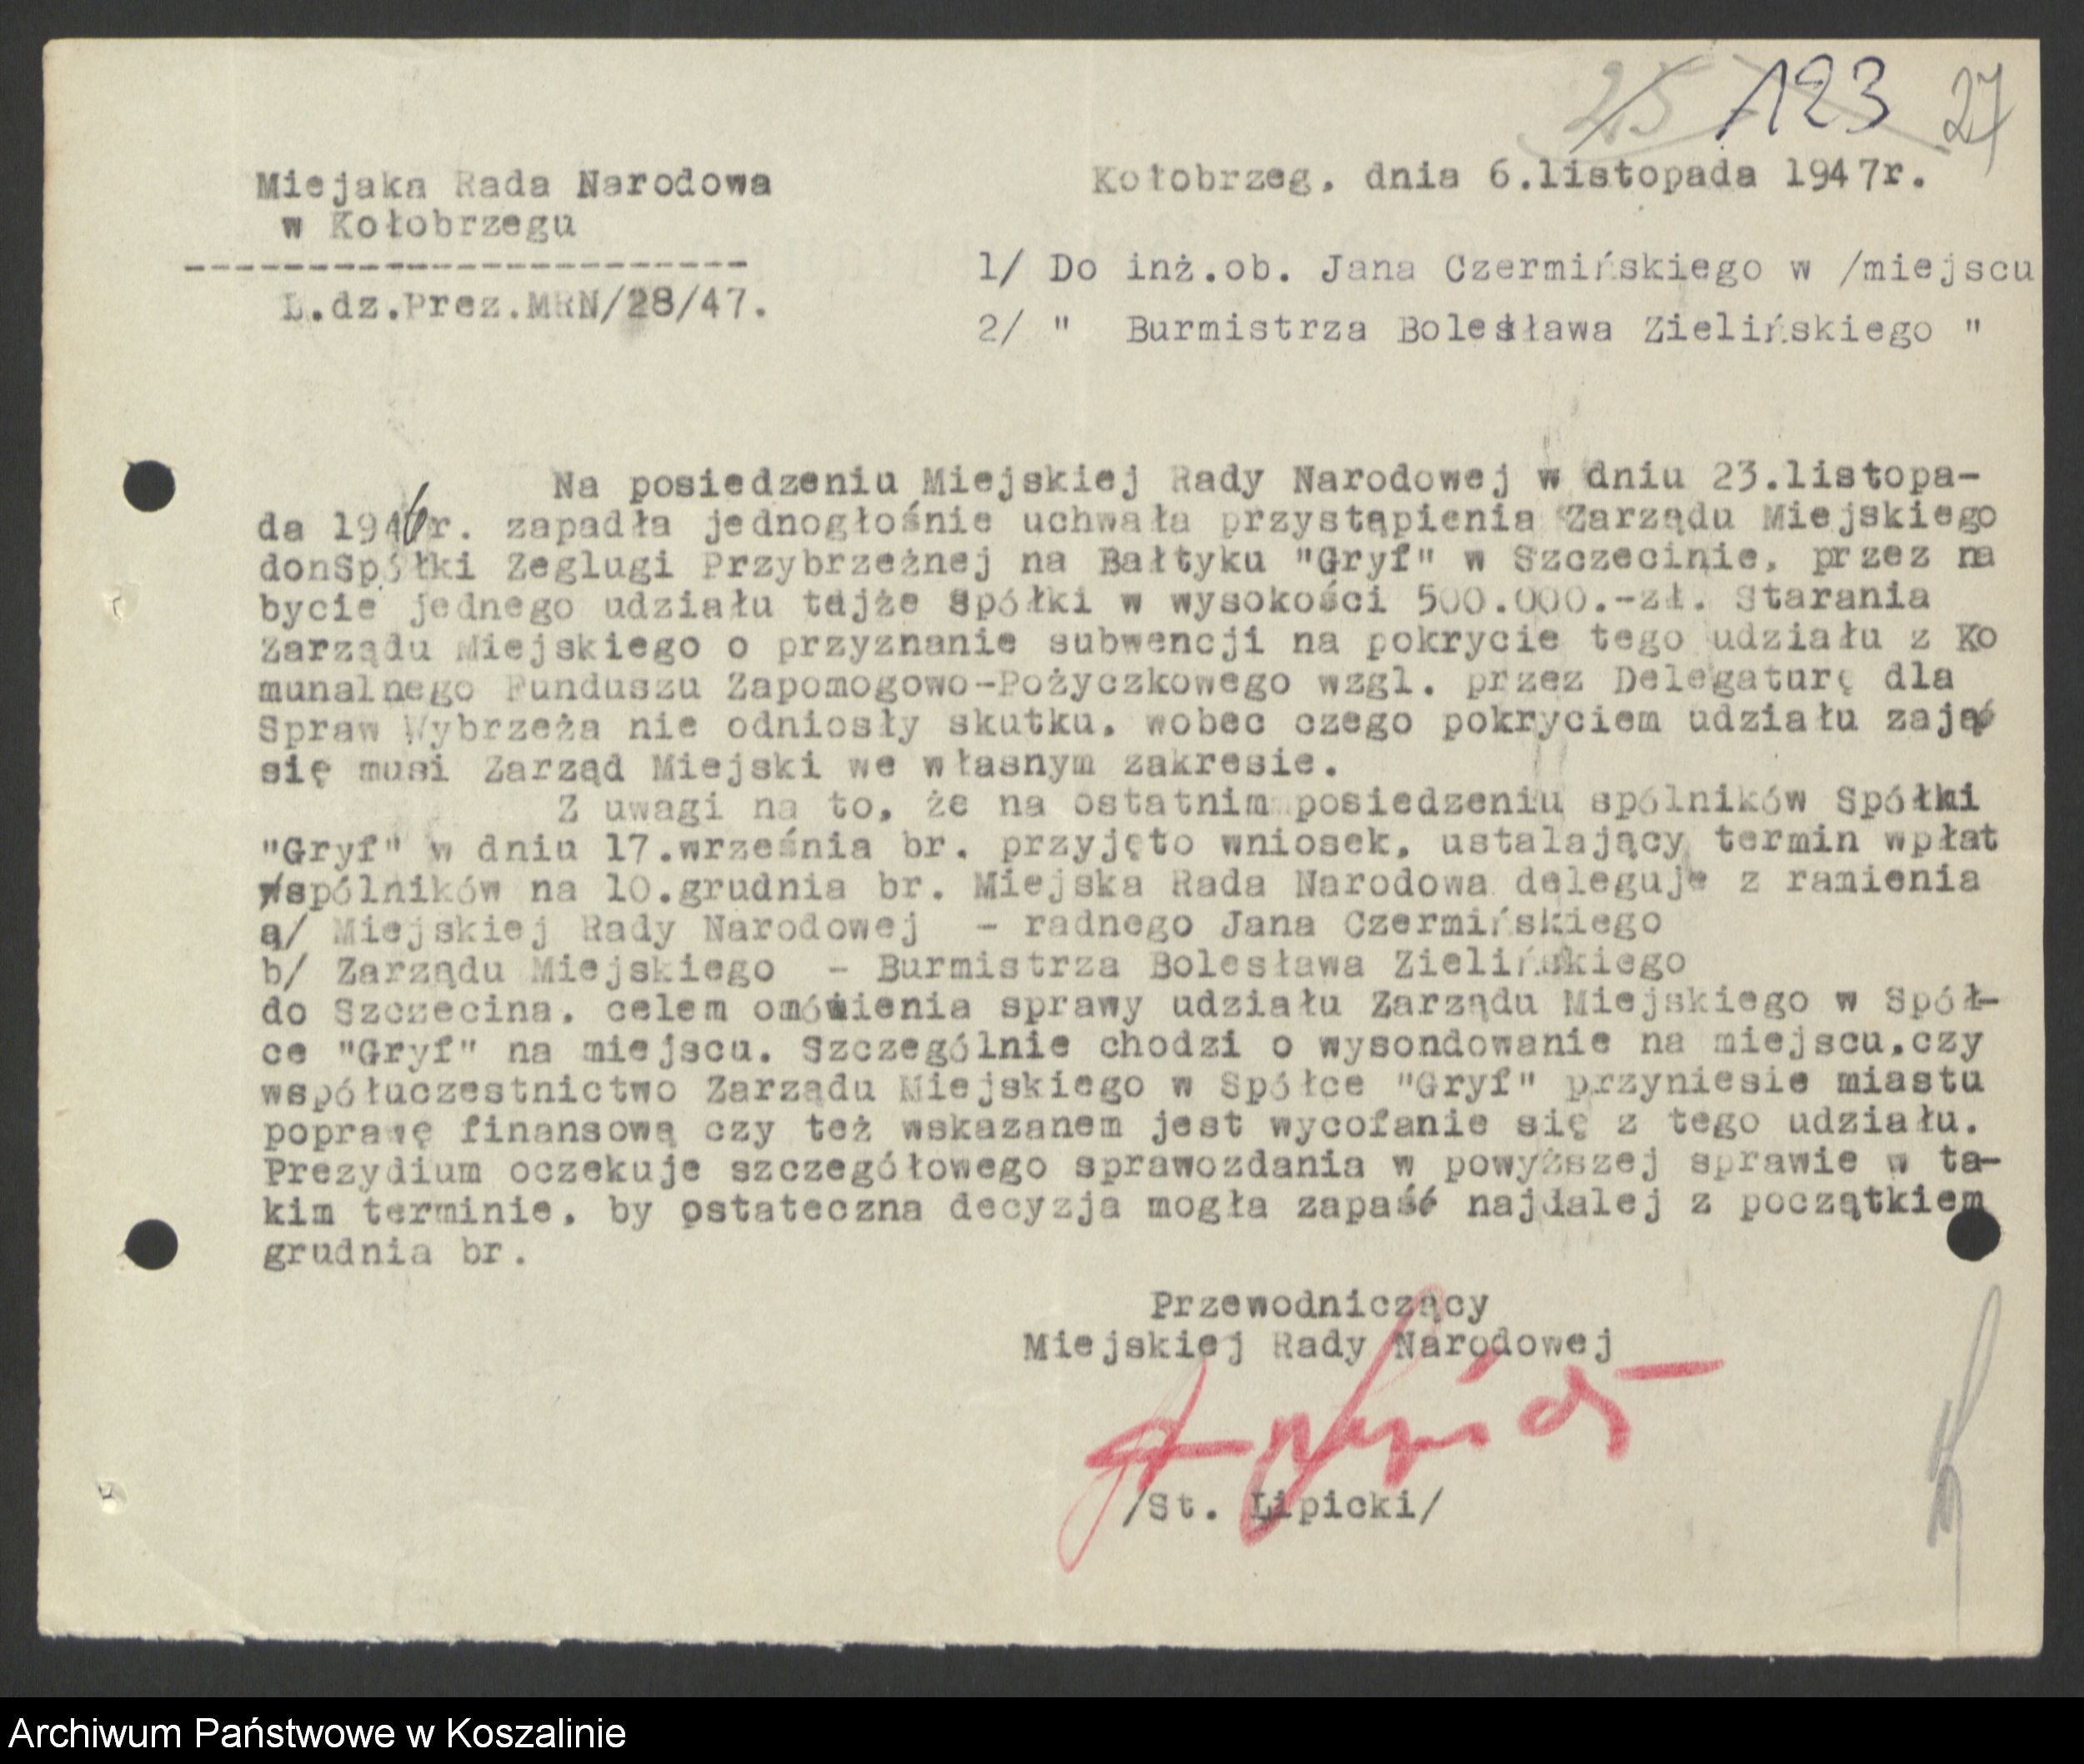 25 123 27
Miejaka Rada Narodowa
w Kołobrzegu
Kołobrzeg, dnia 6.listopada 1947r.
------------------------
L.dz.Prez.MRN/28/47.
1/ Do inż.ob. Jana Czermińskiego w /miejscu
2/ " Burmistrza Bolesława Zielińskiego "
Na posiedzeniu Miejskiej Rady Narodowej w dniu 23.listopa-
da 1946r. zapadła jednogłośnie uchwała przystąpienia Zarządu Miejskiego
donSpółki Zeglugi Przybrzeżnej na Bałtyku "Gryf" w Szczecinie, przez na
bycie jednego udziału tejże Spółki w wysokości 500.000.-zł. Starania
Zarządu Miejskiego o przyznanie subwencji na pokrycie tego udziału z Ko
munalnego Funduszu Zapomogowo-Pożyczkowego wzgl. przez Delegaturę dla
Spraw Wybrzeża nie odniosły skutku, wobec czego pokryciem udziału zająć
się musi Zarząd Miejski we własnym zakresie.
Z uwagi na to, że na ostatnim posiedzeniu spólników Spółki
"Gryf" w dniu 17.września br. przyjęto wniosek, ustalający termin wpłat
wspólników na 10.grudnia br. Miejska Rada Narodowa deleguje z ramienia
a/ Miejskiej Rady Narodowej - radnego Jana Czermińskiego
b/ Zarządu Miejskiego - Burmistrza Bolesława Zielińskiego
do Szczecina, celem omówienia sprawy udziału Zarządu Miejskiego w Spół-
ce "Gryf" na miejscu. Szczególnie chodzi o wysondowanie na miejscu,czy
współuczestnictwo Zarządu Miejskiego w Spółce "Gryf" przyniesie miastu
poprawę finansową czy też wskazanem jest wycofanie się z tego udziału.
Prezydium oczekuje szczegółowego sprawozdania w powyższej sprawie w ta-
kim terminie, by ostateczna decyzja mogła zapaść najdalej z początkiem
grudnia br.
Przewodniczący
Miejskiej Rady Narodowej
/St. Lipicki/
Archiwum Państwowe w Koszalinie